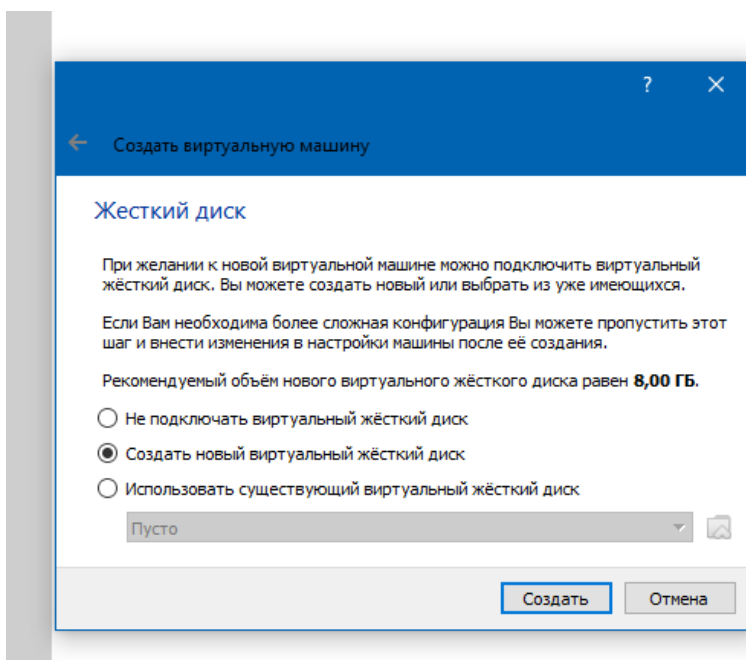 ?
Создать виртуальную машину
Жесткий диск
При желании к новой виртуальной машине можно подключить виртуальный
жёсткий диск. Вы можете создать новый или выбрать из уже имеющихся.
Если Вам необходима более сложная конфигурация Вы можете пропустить этот
шаг и внести изменения в настройки машины после её создания.
Рекомендуемый объём нового виртуального жёсткого диска равен 8,00 ГБ.
Не подключать виртуальный жёсткий диск
Создать новый виртуальный жёсткий диск
Использовать существующий виртуальный жёсткий диск
Пусто
Создать Отмена